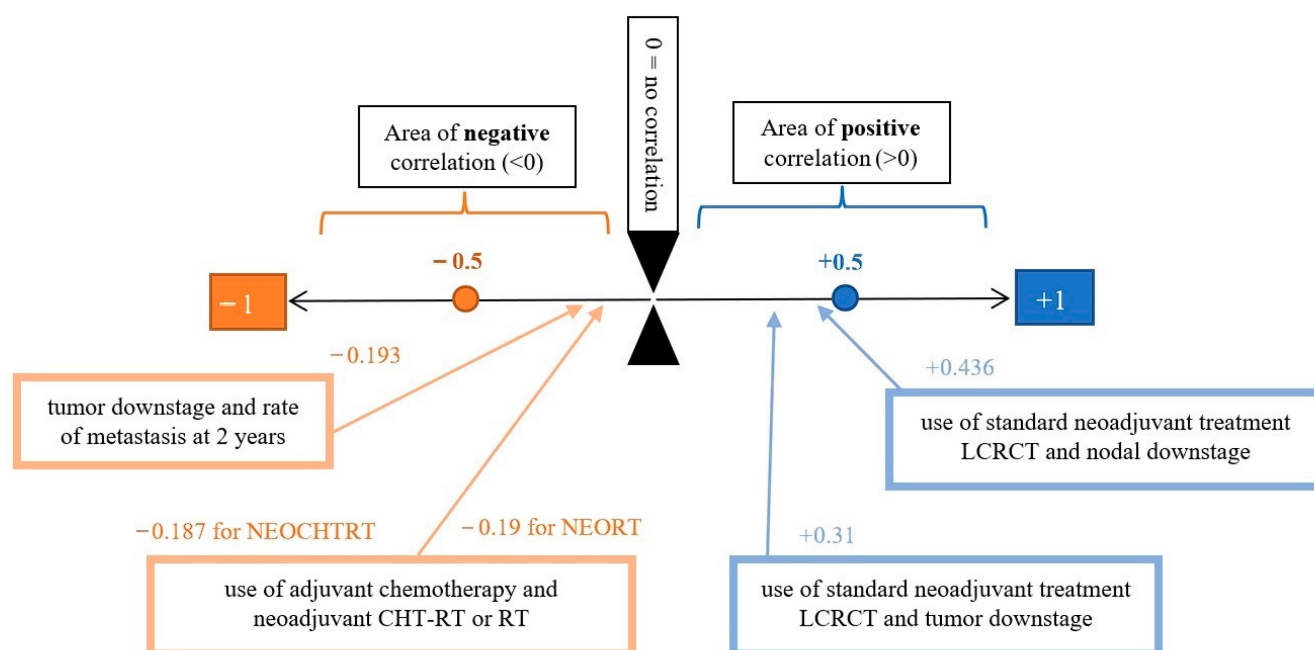 0 = no correlation
Area of negative
correlation (<0)
Area of positive
correlation (>0)
− 0.5
+0.5
− 1
+1
− 0.193
tumor downstage and rate
of metastasis at 2 years
+0.436
use of standard neoadjuvant treatment
LCRCT and nodal downstage
− 0.187 for NEOCHTRT
− 0.19 for NEORT
use of adjuvant chemotherapy and
neoadjuvant CHT-RT or RT
+0.31
use of standard neoadjuvant treatment
LCRCT and tumor downstage